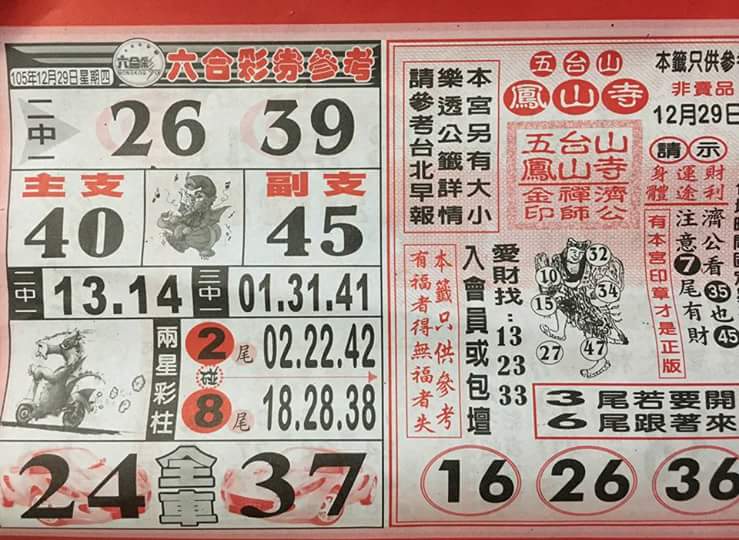 105年12月29日星期四
六合彩
六合彩券參考
二中一
26 39
主支
40
副支
45
二中一
13.14
三中一
01.31.41
兩星彩柱
2尾
02.22.42
8尾
18.28.38
24
全車
37
五台山
鳳山寺
本宮另有大小
樂透公籤詳情
請參考台北早報
五台山
鳳山寺
濟公
禪師
金印
本籤只供參
非賣品
12月29日
請示
財利
運途
身體
濟公看35也45
注意7尾有財
有本宮印章才是正版
愛財找:13 23 33
入會員或包壇
本籤只供參考
有福者得無福者失
32
10
34
15
27
47
3尾若要開
6尾跟著來
16 26 36